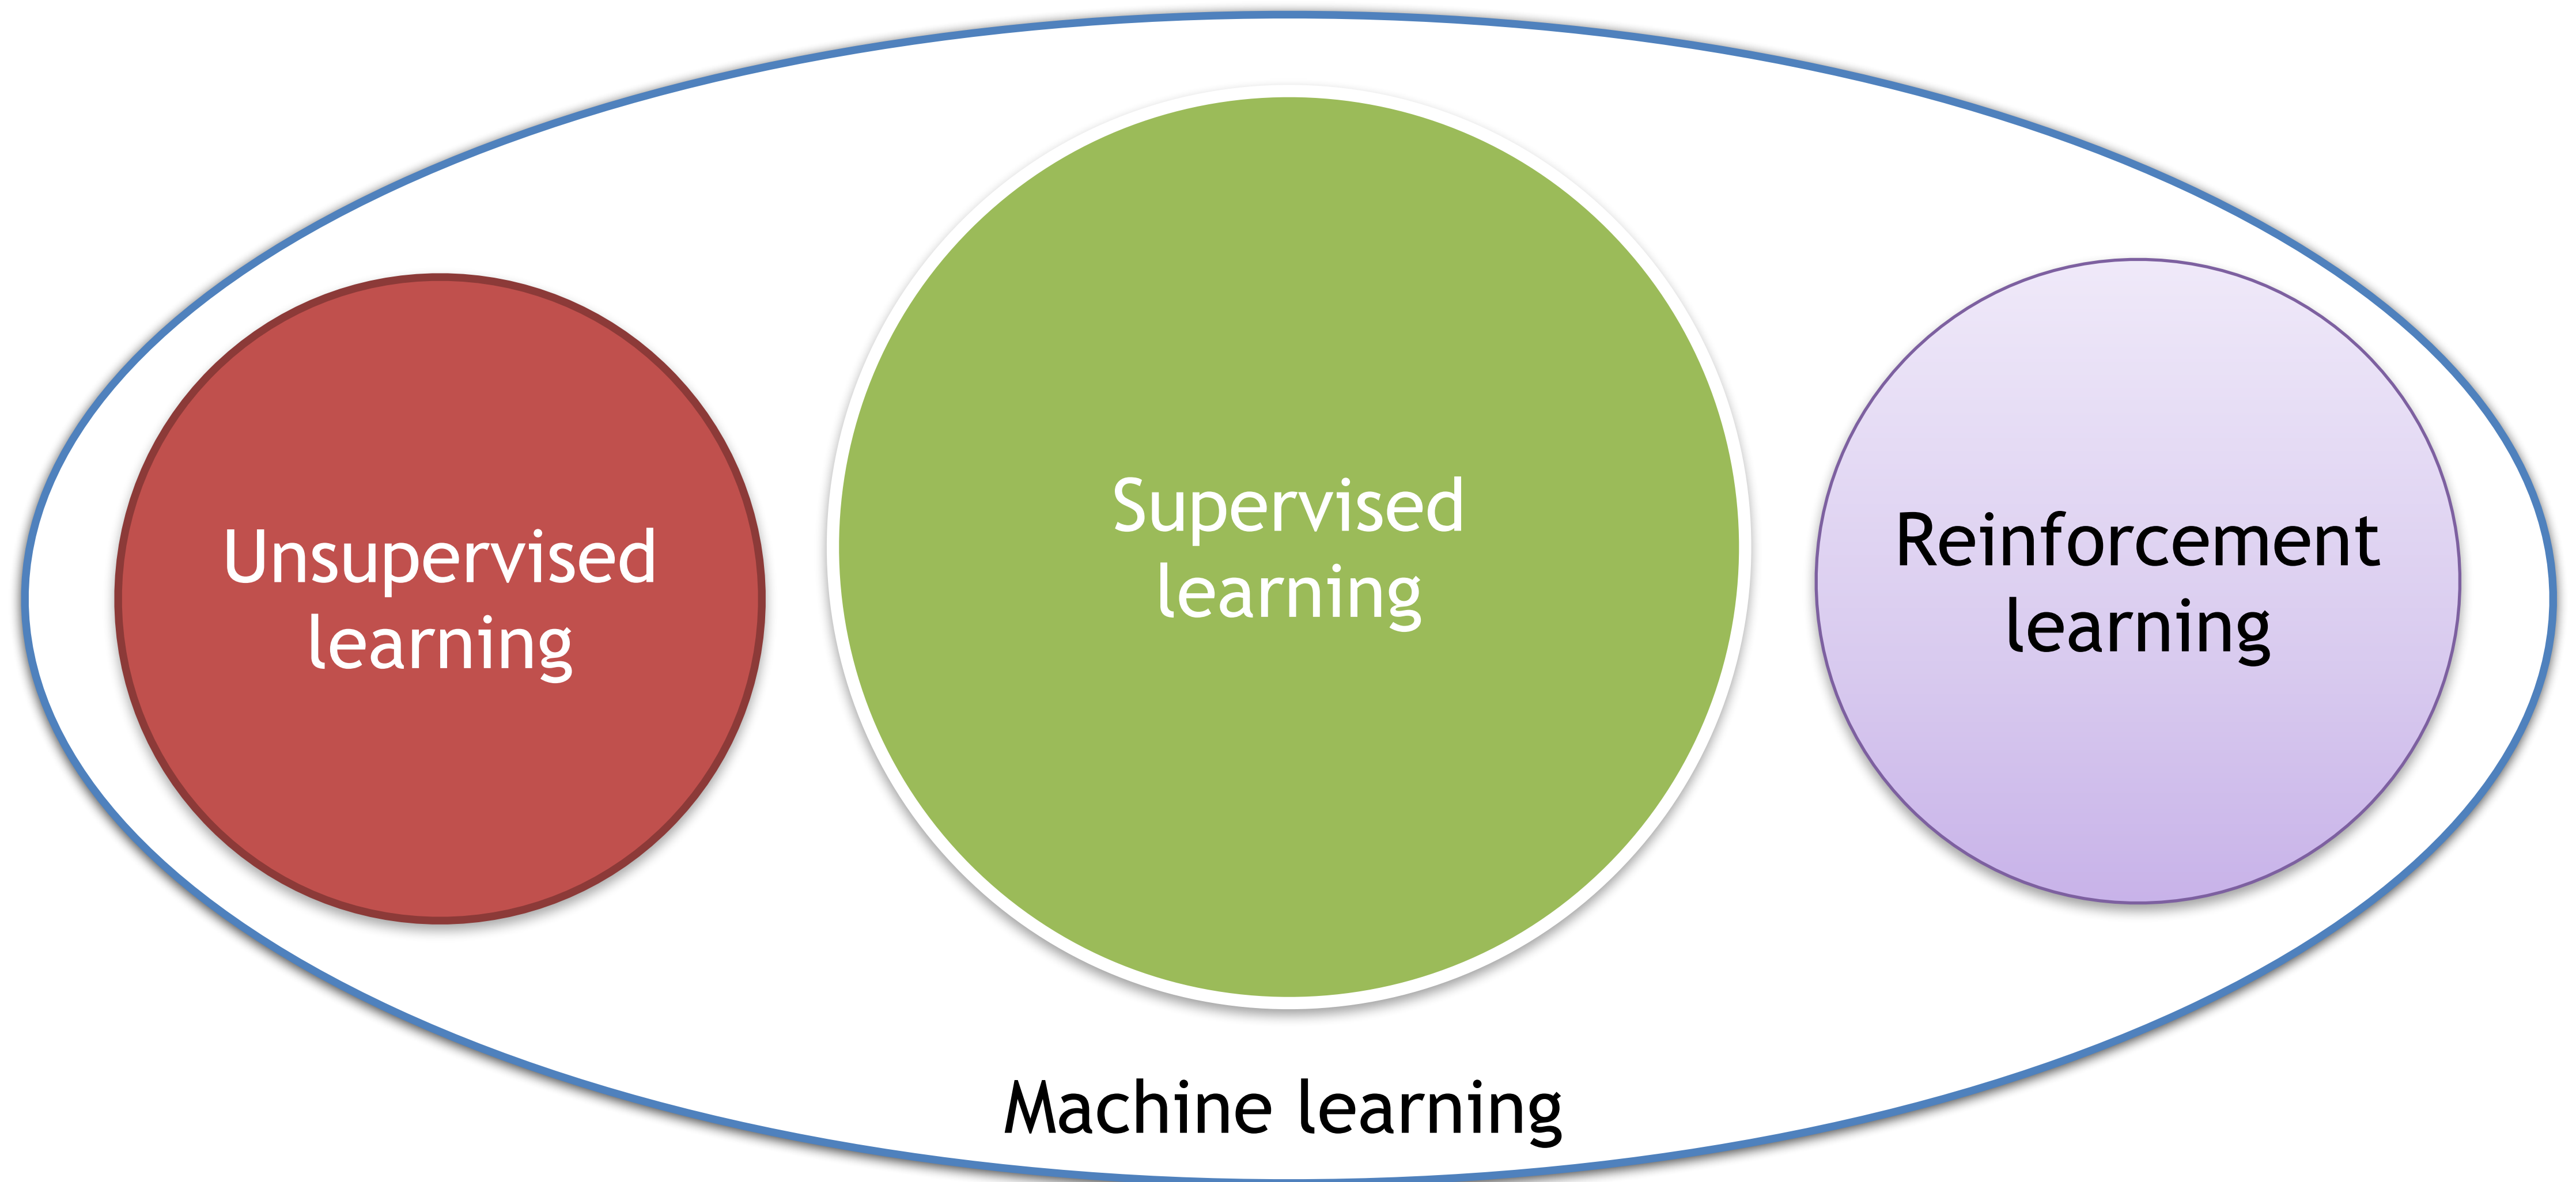 Unsupervised
learning
Supervised
learning
Reinforcement
learning
Machine learning